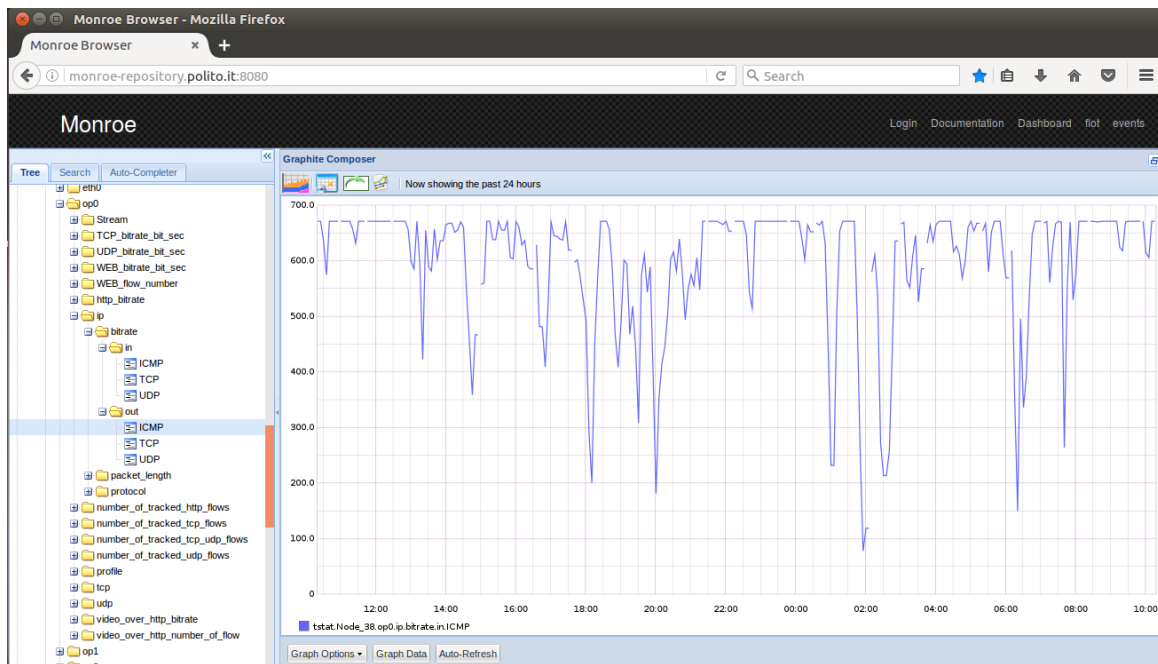 Monroe Browser - Mozilla Firefox
Monroe Browser × +
monroe-repository.polito.it:8080
Search
Monroe
Login Documentation Dashboard flot events
Tree Search Auto-Completer
Graphite Composer
Now showing the past 24 hours
eth0
op0
Stream
TCP_bitrate_bit_sec
UDP_bitrate_bit_sec
WEB_bitrate_bit_sec
WEB_flow_number
http_bitrate
ip
bitrate
in
ICMP
TCP
UDP
out
ICMP
TCP
UDP
packet_length
protocol
number_of_tracked_http_flows
number_of_tracked_tcp_flows
number_of_tracked_tcp_udp_flows
number_of_tracked_udp_flows
profile
tcp
udp
video_over_http_bitrate
video_over_http_number_of_flow
op1
700.0
600.0
500.0
400.0
300.0
200.0
100.0
0
12:00 14:00 16:00 18:00 20:00 22:00 00:00 02:00 04:00 06:00 08:00 10:00
tstat.Node_38.op0.ip.bitrate.in.ICMP
Graph Options Graph Data Auto-Refresh